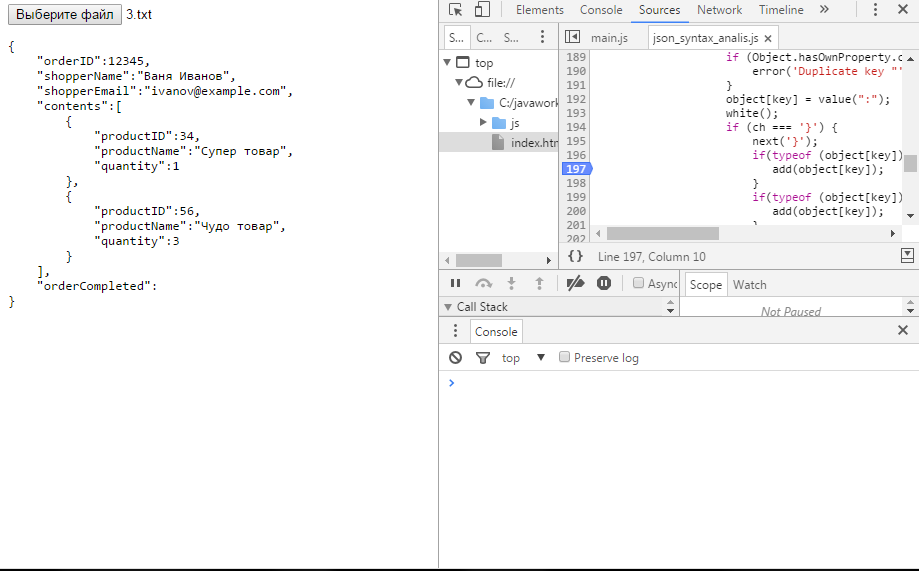 Выберите файл 3.txt
{
"orderID":12345,
"shopperName":"Ваня Иванов",
"shopperEmail":"ivanov@example.com",
"contents":[
{
"productID":34,
"productName":"Супер товар",
"quantity":1
},
{
"productID":56,
"productName":"Чудо товар",
"quantity":3
}
],
"orderCompleted":
}
Elements Console Sources Network Timeline »
S... C... S...
top
file://
C:/javawork
js
index.htm
main.js json_syntax_analis.js ×
189 if (Object.hasOwnProperty.c
190 error('Duplicate key "'
191 }
192 object[key] = value(":");
193 white();
194 if (ch === '}') {
195 next('}');
196 if(typeof (object[key])
197 add(object[key]);
198 }
199 if(typeof (object[key])
200 add(object[key]);
201 }
202
{} Line 197, Column 10
Async
Call Stack
Scope Watch
Not Paused
Console
top Preserve log
>